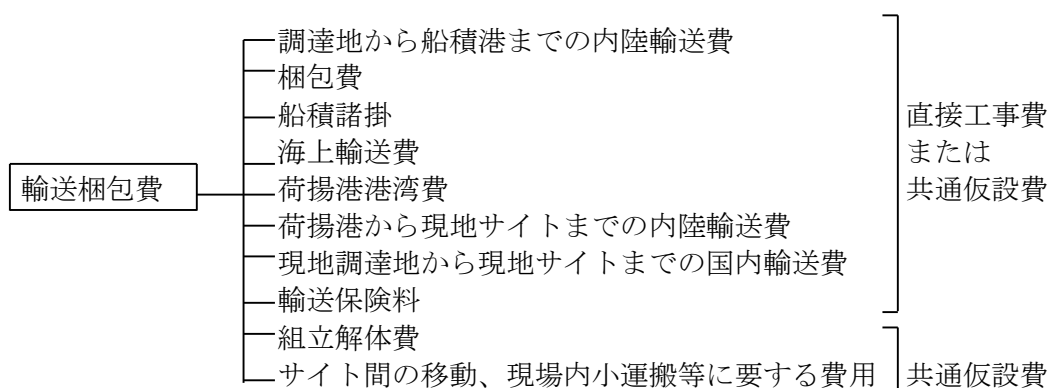 調達地から船積港までの内陸輸送費
梱包費
船積諸掛
直接工事費
海上輸送費
または
輸送梱包費
荷揚港港湾費
共通仮設費
荷揚港から現地サイトまでの内陸輸送費
現地調達地から現地サイトまでの国内輸送費
輸送保険料
組立解体費
サイト間の移動、現場内小運搬等に要する費用
共通仮設費